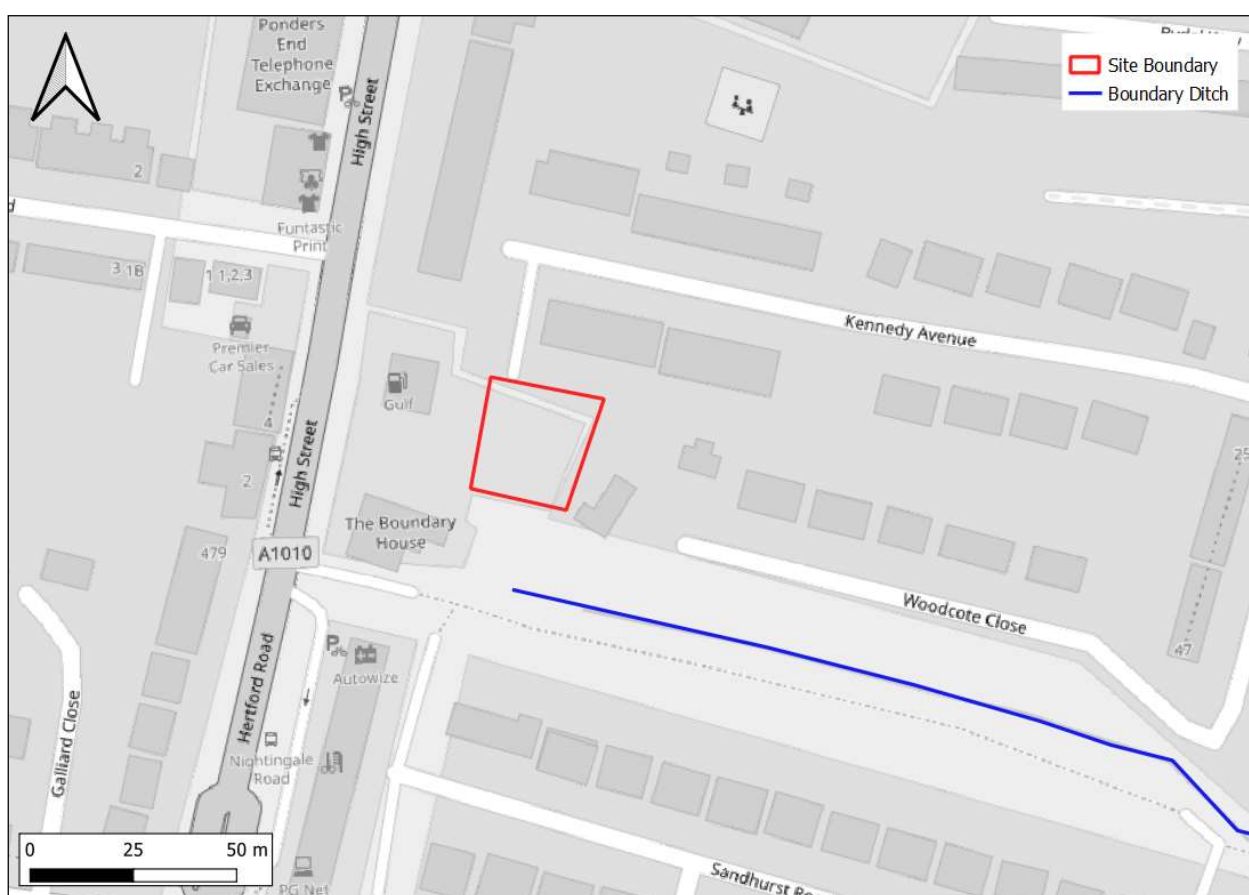 Ponders
End
Telephone
Exchange
High Street
Site Boundary
Boundary Ditch
2
Funtastic
Print
3 1B
1 1,2,3
Premier
Car Sales
Kennedy Avenue
Gulf
4
2
High Street
25
The Boundary
House
479
A1010
Woodcote Close
47
Hertford Road
Autowize
Galliard Close
Nightingale
Road
0 25 50 m
PG Net